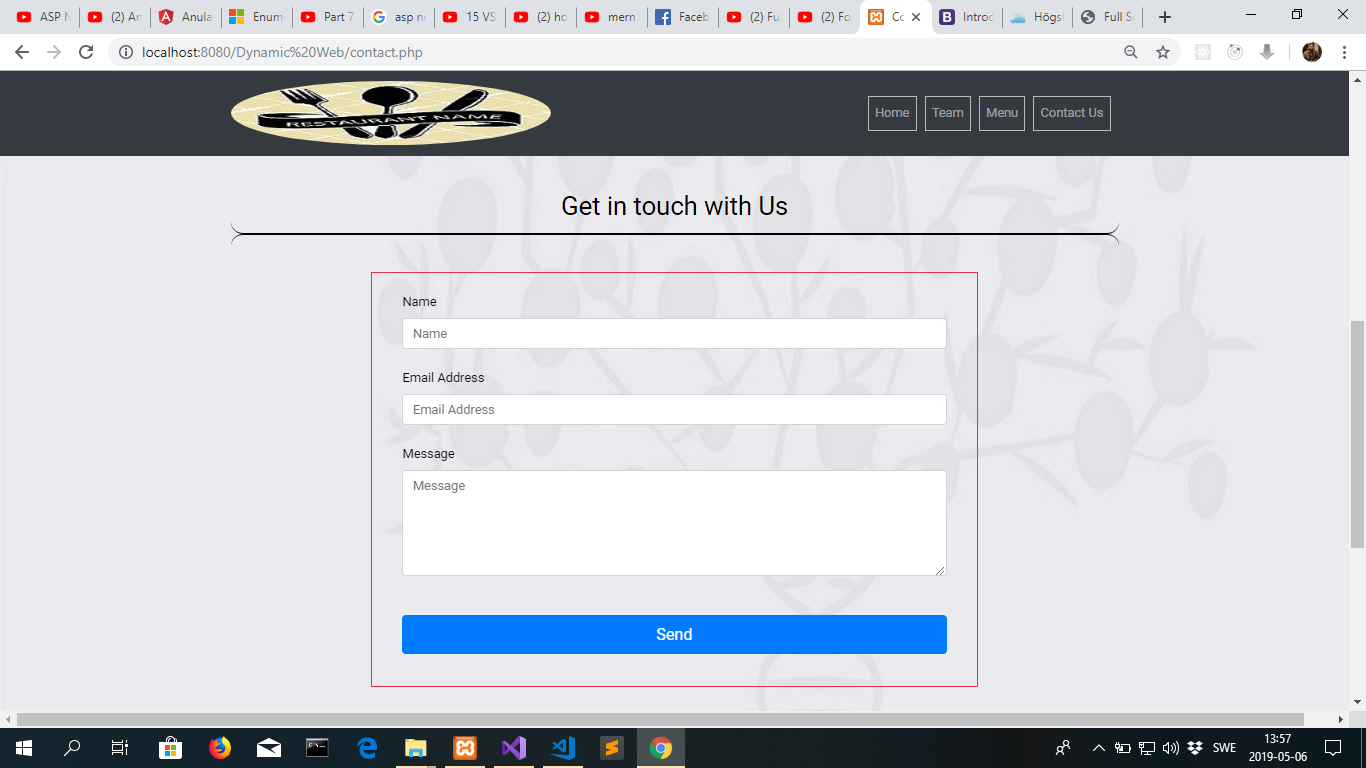 ASP N
(2) Ar
Anula
Enum
Part 7
asp ne
15 VS
(2) ho
mern
Faceb
(2) Fu
(2) Fo
Co
Introd
Högsk
Full S
localhost:8080/Dynamic%20Web/contact.php
RESTAURANT NAME
Home
Team
Menu
Contact Us
Get in touch with Us
Name
Name
Email Address
Email Address
Message
Message
Send
SWE
13:57
2019-05-06